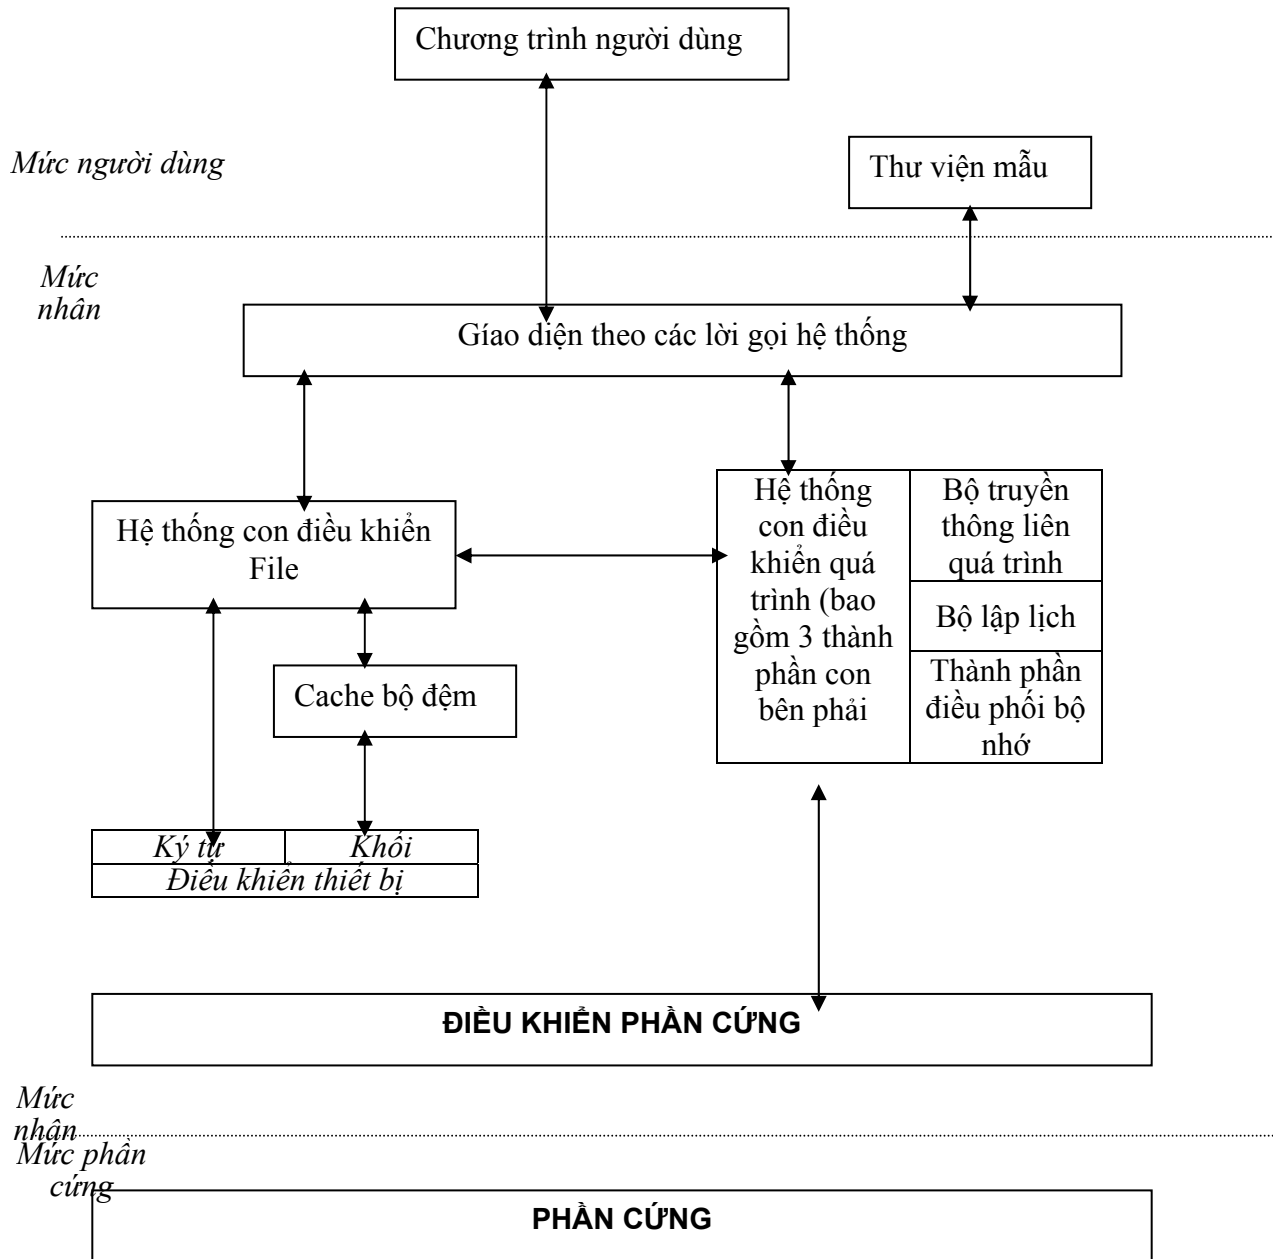 Chương trình người dùng
Mức người dùng
Thư viện mẫu
Mức
nhân
Gíao diện theo các lời gọi hệ thống
Hệ thống con điều khiển
File
Hệ thống
con điều
khiển quá
trình (bao
gồm 3 thành
phần con
bên phải
Bộ truyền
thông liên
quá trình
Bộ lập lịch
Thành phần
điều phối bộ
nhớ
Cache bộ đệm
Ký tự
Khối
Điều khiển thiết bị
ĐIỀU KHIỂN PHẦN CỨNG
Mức
nhân
Mức phần
cứng
PHẦN CỨNG